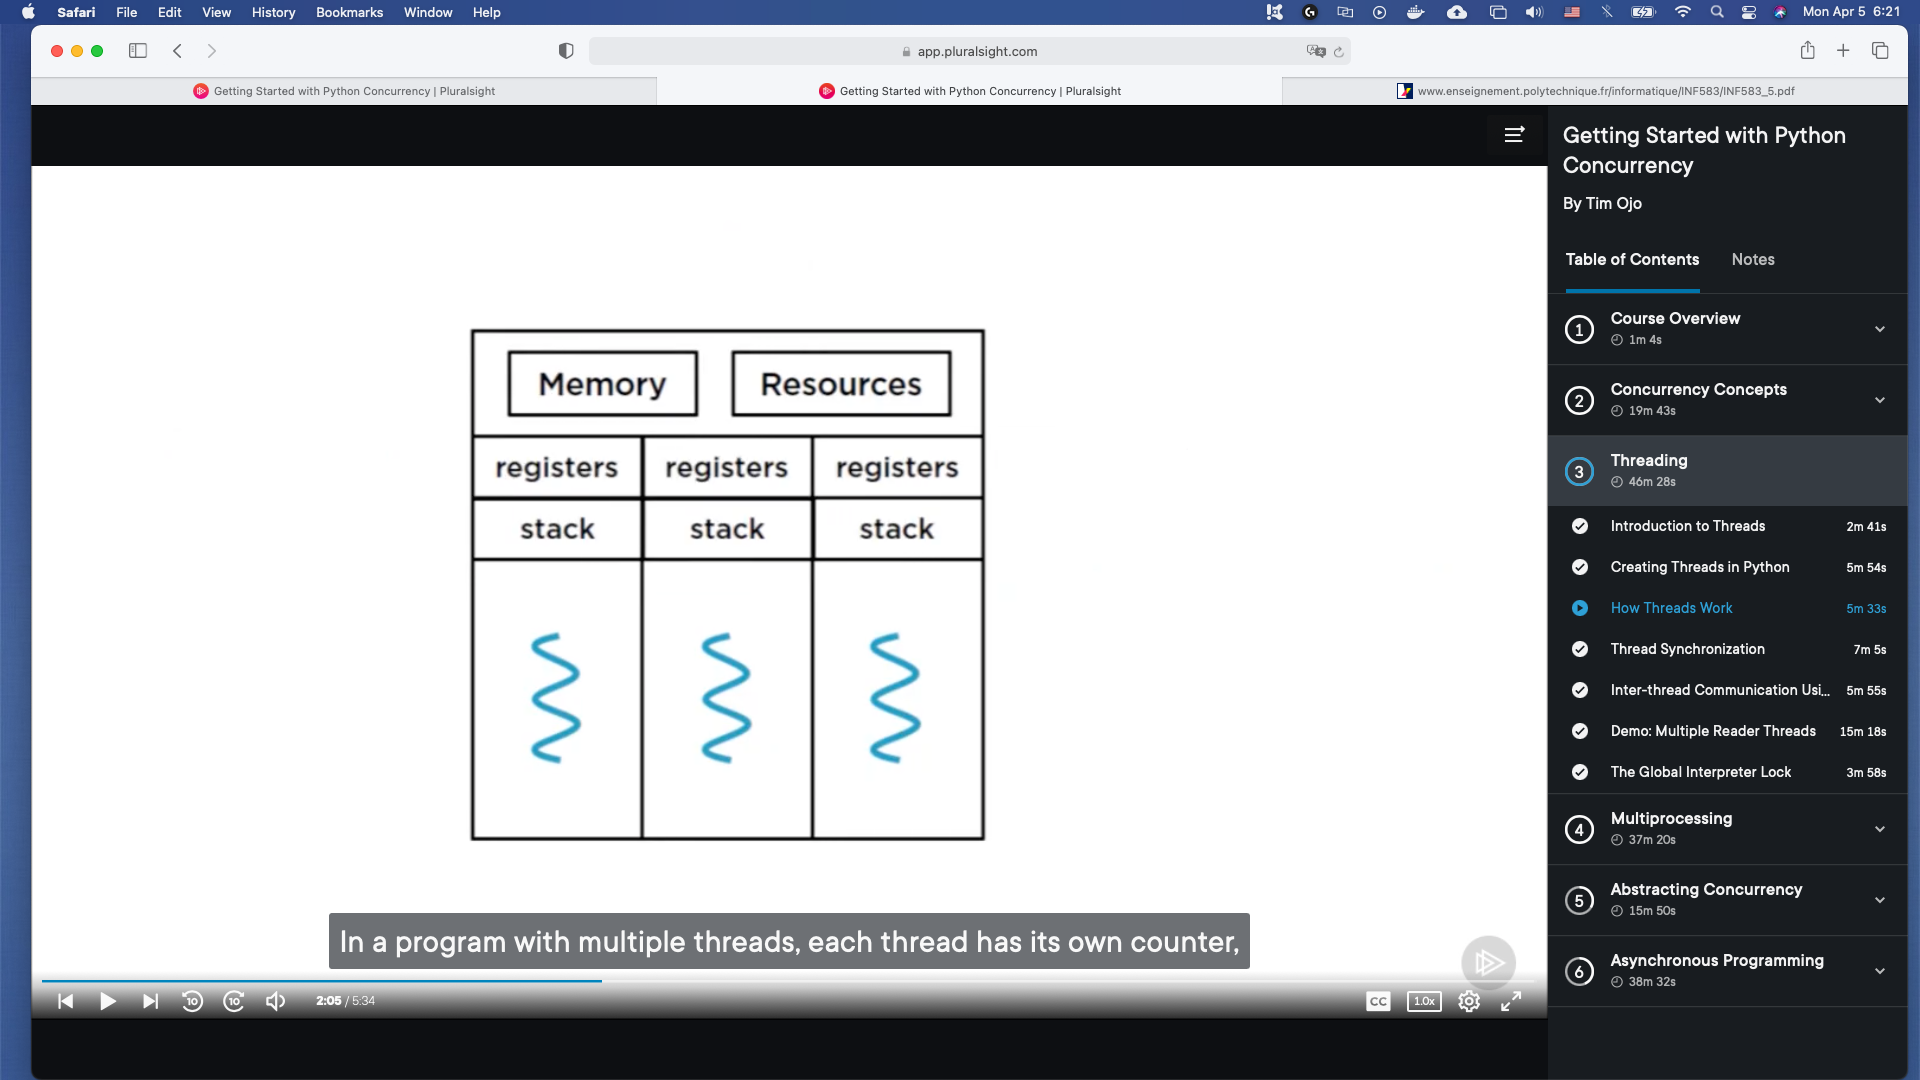 Safari File Edit View History Bookmarks Window Help Mon Apr 5 6:21
app.pluralsight.com
Getting Started with Python Concurrency | Pluralsight
Getting Started with Python Concurrency | Pluralsight
www.enseignement.polytechnique.fr/informatique/INF583/INF583_5.pdf
Memory Resources
registers registers registers
stack stack stack
In a program with multiple threads, each thread has its own counter,
10 10 2:05 / 5:34 CC 1.0x
Getting Started with Python
Concurrency
By Tim Ojo
Table of Contents Notes
1 Course Overview
1m 4s
2 Concurrency Concepts
19m 43s
3 Threading
46m 28s
Introduction to Threads 2m 41s
Creating Threads in Python 5m 54s
How Threads Work 5m 33s
Thread Synchronization 7m 5s
Inter-thread Communication Usi... 5m 55s
Demo: Multiple Reader Threads 15m 18s
The Global Interpreter Lock 3m 58s
4 Multiprocessing
37m 20s
5 Abstracting Concurrency
15m 50s
6 Asynchronous Programming
38m 32s